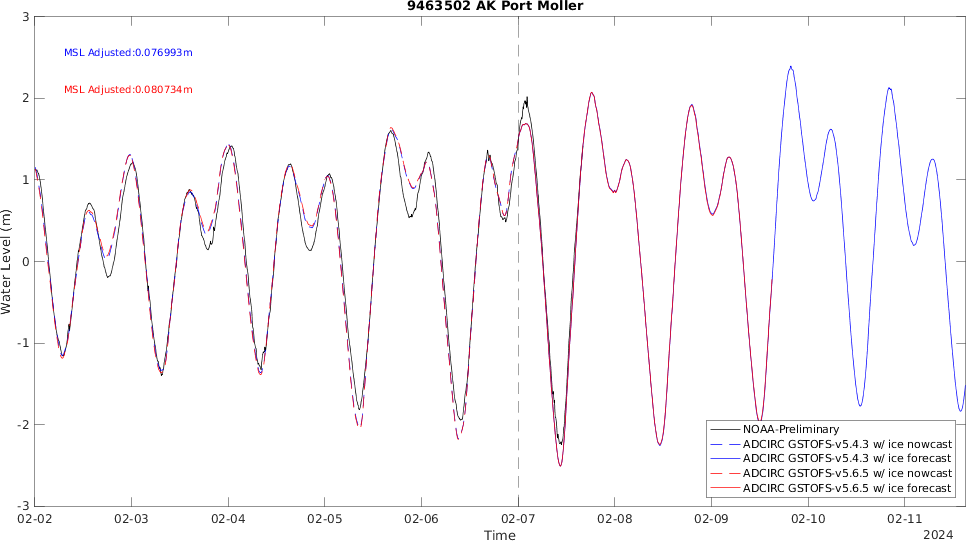 9463502 AK Port Moller
MSL Adjusted:0.076993m
MSL Adjusted:0.080734m
Water Level (m)
3
2
1
0
-1
-2
-3
NOAA-Preliminary
ADCIRC GSTOFS-v5.4.3 w/ ice nowcast
ADCIRC GSTOFS-v5.4.3 w/ ice forecast
ADCIRC GSTOFS-v5.6.5 w/ ice nowcast
ADCIRC GSTOFS-v5.6.5 w/ ice forecast
02-02 02-03 02-04 02-05 02-06 02-07 02-08 02-09 02-10 02-11
Time
2024